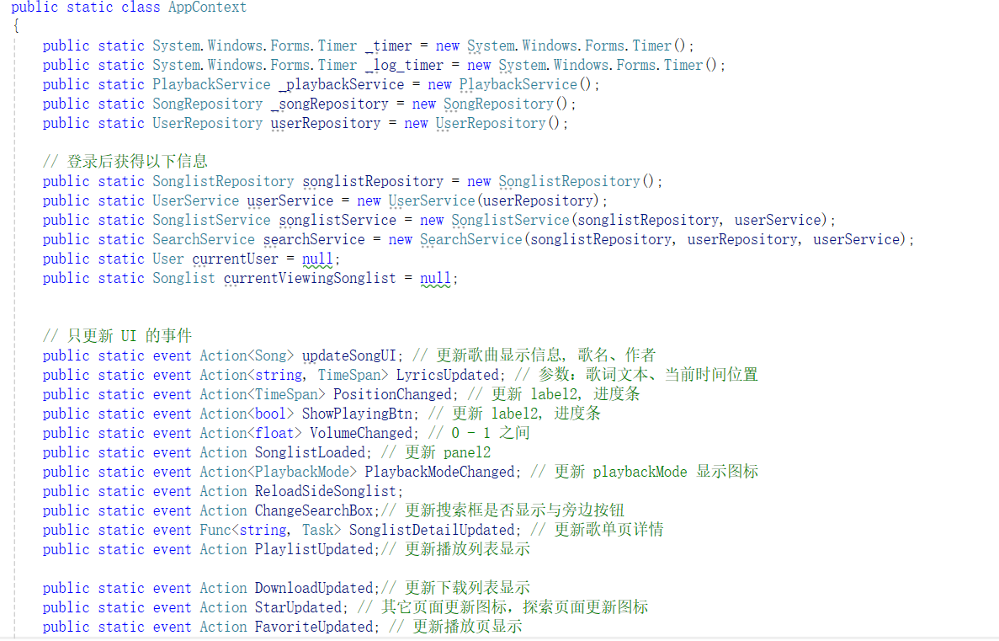 public static class AppContext
{
public static System.Windows.Forms.Timer _timer = new System.Windows.Forms.Timer();
public static System.Windows.Forms.Timer _log_timer = new System.Windows.Forms.Timer();
public static PlaybackService _playbackService = new PlaybackService();
public static SongRepository _songRepository = new SongRepository();
public static UserRepository userRepository = new UserRepository();
// 登录后获得以下信息
public static SonglistRepository songlistRepository = new SonglistRepository();
public static UserService userService = new UserService(userRepository);
public static SonglistService songlistService = new SonglistService(songlistRepository, userService);
public static SearchService searchService = new SearchService(songlistRepository, userRepository, userService);
public static User currentUser = null;
public static Songlist currentViewingSonglist = null;
// 只更新 UI 的事件
public static event Action<Song> updateSongUI; // 更新歌曲显示信息, 歌名、作者
public static event Action<string, TimeSpan> LyricsUpdated; // 参数: 歌词文本、当前时间位置
public static event Action<TimeSpan> PositionChanged; // 更新 label2, 进度条
public static event Action<bool> ShowPlayingBtn; // 更新 label2, 进度条
public static event Action<float> VolumeChanged; // 0 - 1 之间
public static event Action SonglistLoaded; // 更新 panel2
public static event Action<PlaybackMode> PlaybackModeChanged; // 更新 playbackMode 显示图标
public static event Action ReloadSideSonglist;
public static event Action ChangeSearchBox;// 更新搜索框是否显示与旁边按钮
public static event Func<string, Task> SonglistDetailUpdated; // 更新歌单页详情
public static event Action PlaylistUpdated;// 更新播放列表显示
public static event Action DownloadUpdated;// 更新下载列表显示
public static event Action StarUpdated; // 其它页面更新图标，探索页面更新图标
public static event Action FavoriteUpdated; // 更新播放页显示